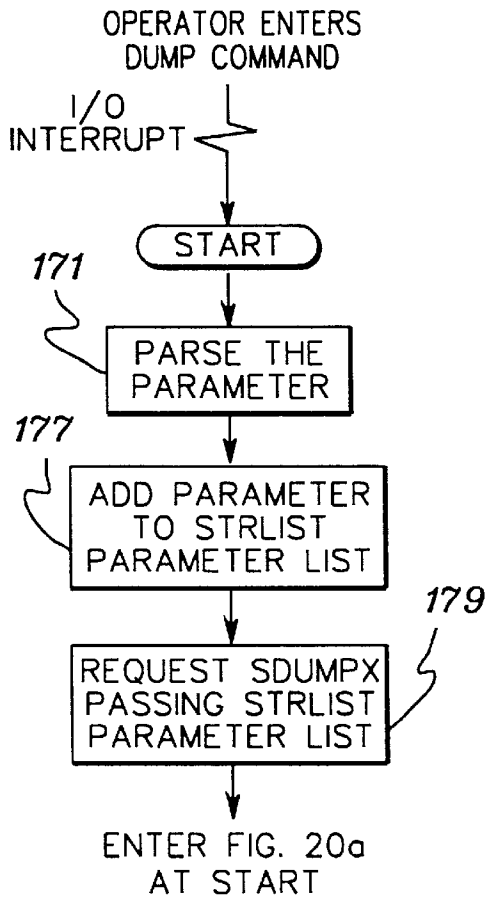 OPERATOR ENTERS
DUMP COMMAND
I/O
INTERRUPT
START
171
PARSE THE
PARAMETER
177
ADD PARAMETER
TO STRLIST
PARAMETER LIST
179
REQUEST SDUMPX
PASSING STRLIST
PARAMETER LIST
ENTER FIG. 20a
AT START